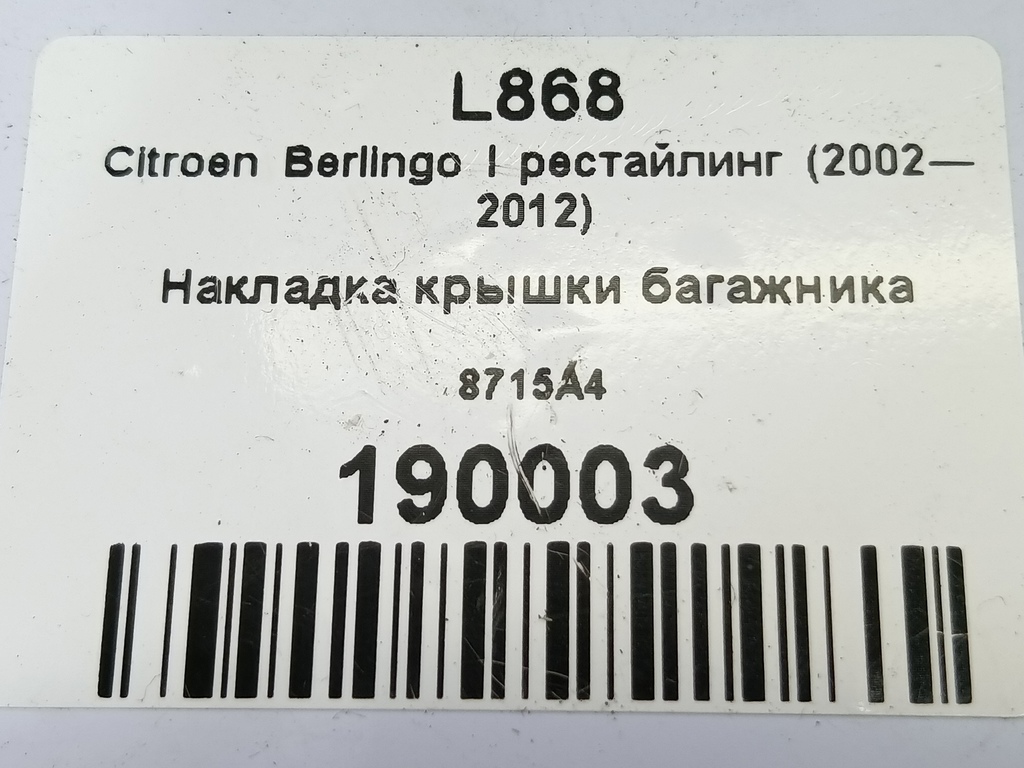 L868
Citroen Berlingo I рестайлинг (2002—
2012)
Накладка крышки багажника
8715A4
190003